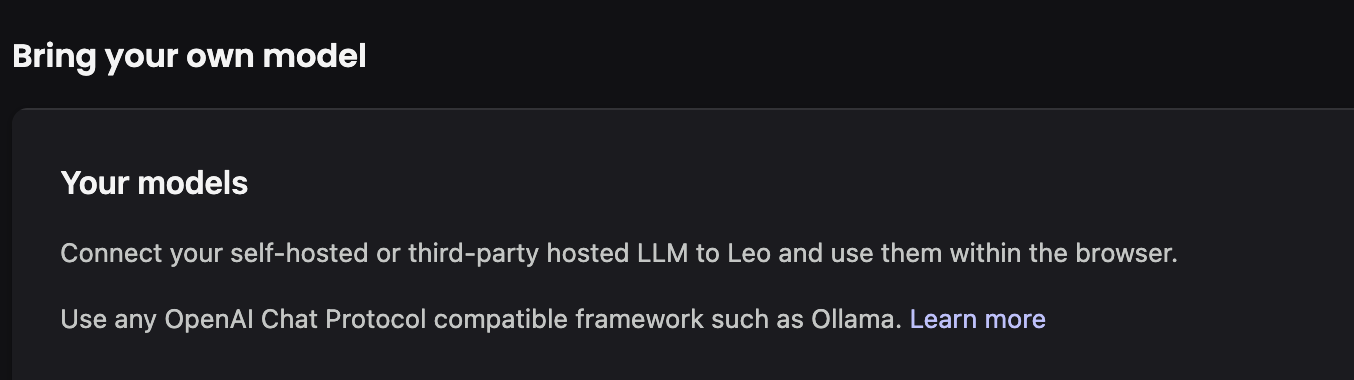 Bring your own model
Your models
Connect your self-hosted or third-party hosted LLM to Leo and use them within the browser.
Use any OpenAI Chat Protocol compatible framework such as Ollama. Learn more